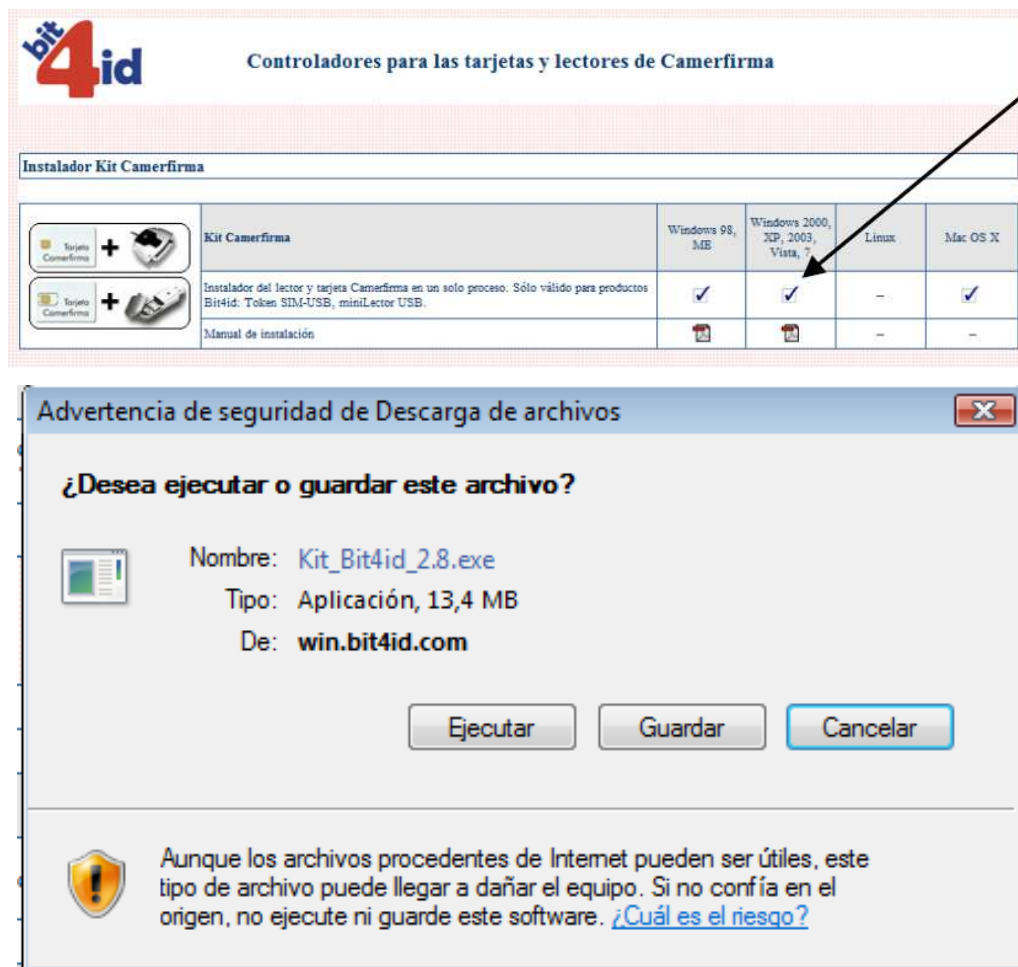 bit
4id
Controladores para las tarjetas y lectores de Camerfirma
Instalador Kit Camerfirma
Tarjeta
Camerfirma
+
Kit Camerfirma
Windows 98,
ME
Windows 2000,
XP, 2003,
Vista, 7
Linux
Mac OS X
Tarjeta
Camerfirma
+
Instalador del lector y tarjeta Camerfirma en un solo proceso. Sólo válido para productos
Bit4id: Token SIM-USB, miniLector USB.
–
Manual de instalación
–
–
Advertencia de seguridad de Descarga de archivos
¿Desea ejecutar o guardar este archivo?
Nombre: Kit_Bit4id_2.8.exe
Tipo: Aplicación, 13,4 MB
De: win.bit4id.com
Ejecutar
Guardar
Cancelar
Aunque los archivos procedentes de Internet pueden ser útiles, este
tipo de archivo puede llegar a dañar el equipo. Si no confía en el
origen, no ejecute ni guarde este software. ¿Cuál es el riesgo?